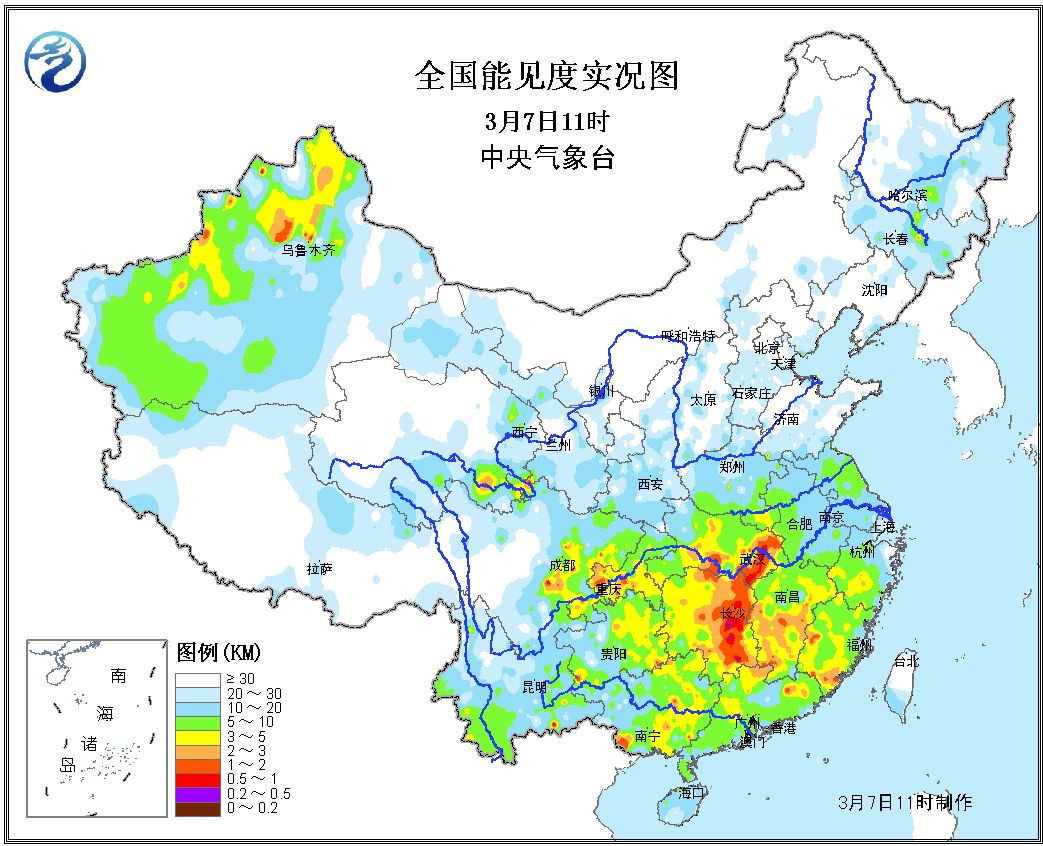 全国能见度实况图
3月7日11时
中央气象台
哈尔滨
长春
乌鲁木齐
沈阳
呼和浩特
北京
天津
银川
石家庄
太原
济南
西宁
兰州
郑州
西安
合肥
南京
上海
杭州
拉萨
成都
武汉
重庆
南昌
长沙
贵阳
福州
台北
昆明
广州
香港
南宁
澳门
海口
南
海
诸
岛
图例(KM)
≥30
20～30
10～20
5～10
3～5
2～3
1～2
0.5～1
0.2～0.5
0～0.2
3月7日11时制作